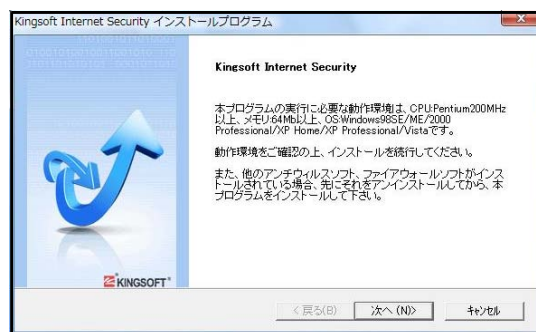 Kingsoft Internet Security インストールプログラム
Kingsoft Internet Security
本プログラムの実行に必要な動作環境は、CPU:Pentium200MHz
以上、メモリ:64Mb以上、OS:Windows98SE/ME/2000
Professional/XP Home/XP Professional/Vistaです。
動作環境をご確認の上、インストールを続行してください。
また、他のアンチウィルスソフト、ファイアウォールソフトがインス
トールされている場合、先にそれをアンインストールしてから、本
プログラムをインストールして下さい。
KINGSOFT
< 戻る(B)
次へ (N)>
キャンセル